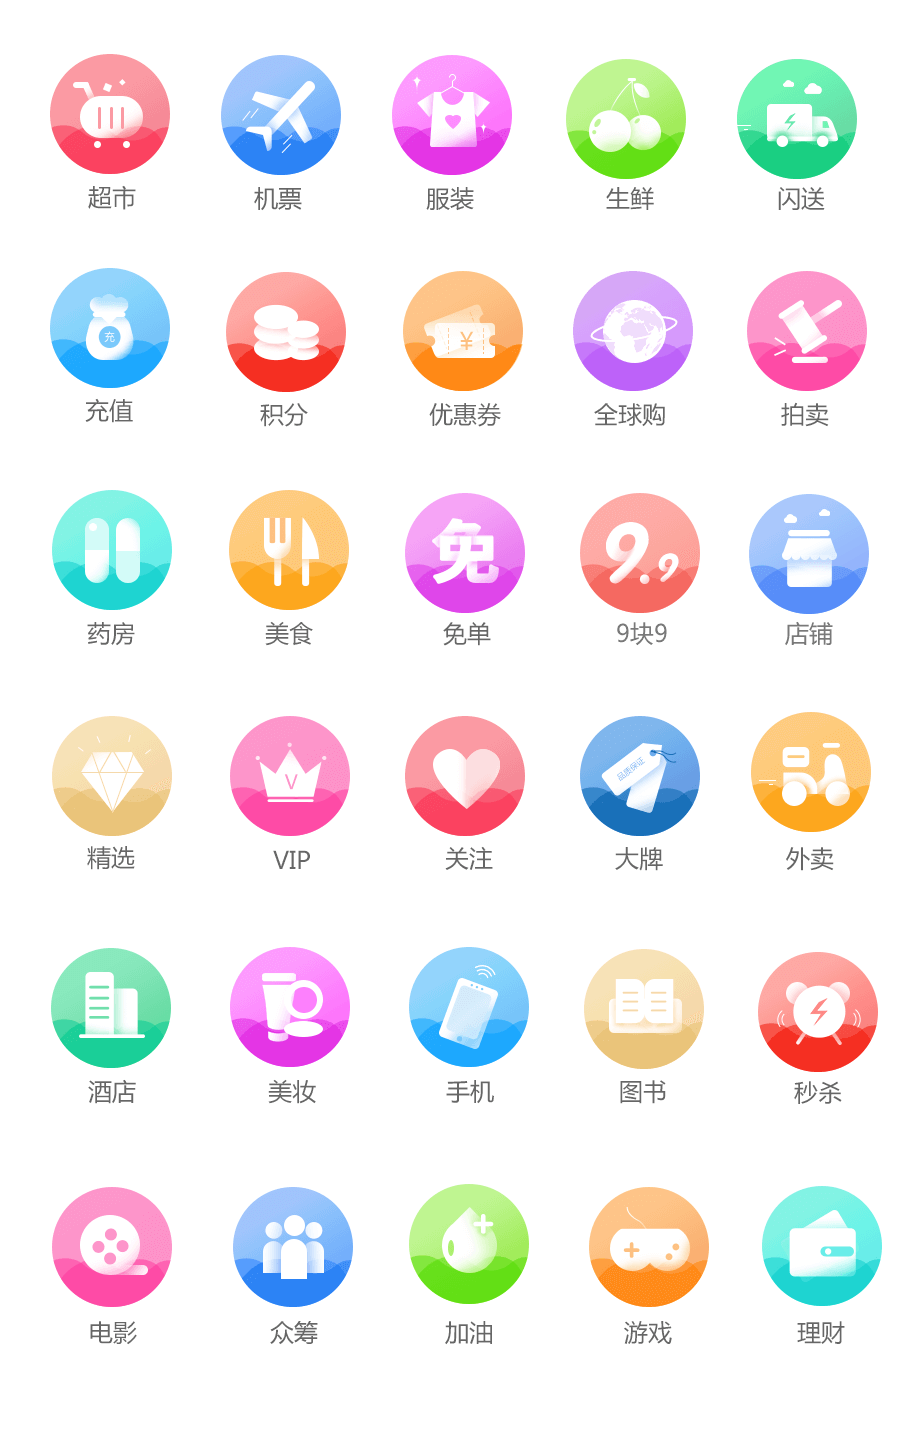 超市 机票 服装 生鲜 闪送
充
¥
充值 积分 优惠券 全球购 拍卖
免 9.9
药房 美食 免单 9块9 店铺
V 品质保证
精选 VIP 关注 大牌 外卖
酒店 美妆 手机 图书 秒杀
电影 众筹 加油 游戏 理财